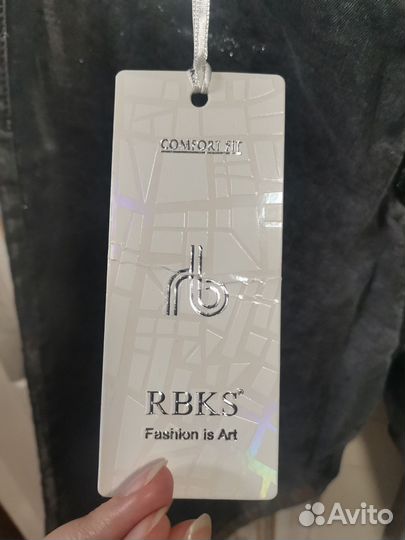 COMFORT FIT
rb
RBKS
Fashion is Art
Avito